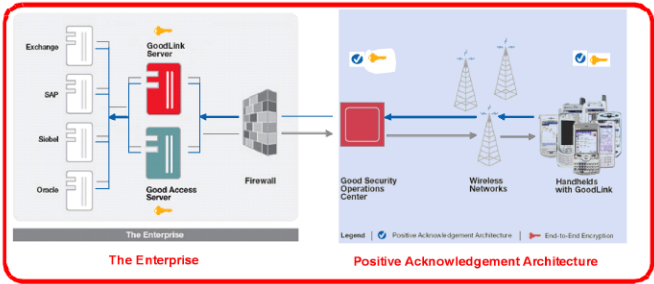 Exchange
GoodLink
Server
SAP
Siebel
Oracle
Good Access
Server
Firewall
Good Security
Operations
Center
Wireless
Networks
Handhelds
with GoodLink
The Enterprise
Legend | Positive Acknowledgement Architecture | End-to-End Encryption
The Enterprise
Positive Acknowledgement Architecture